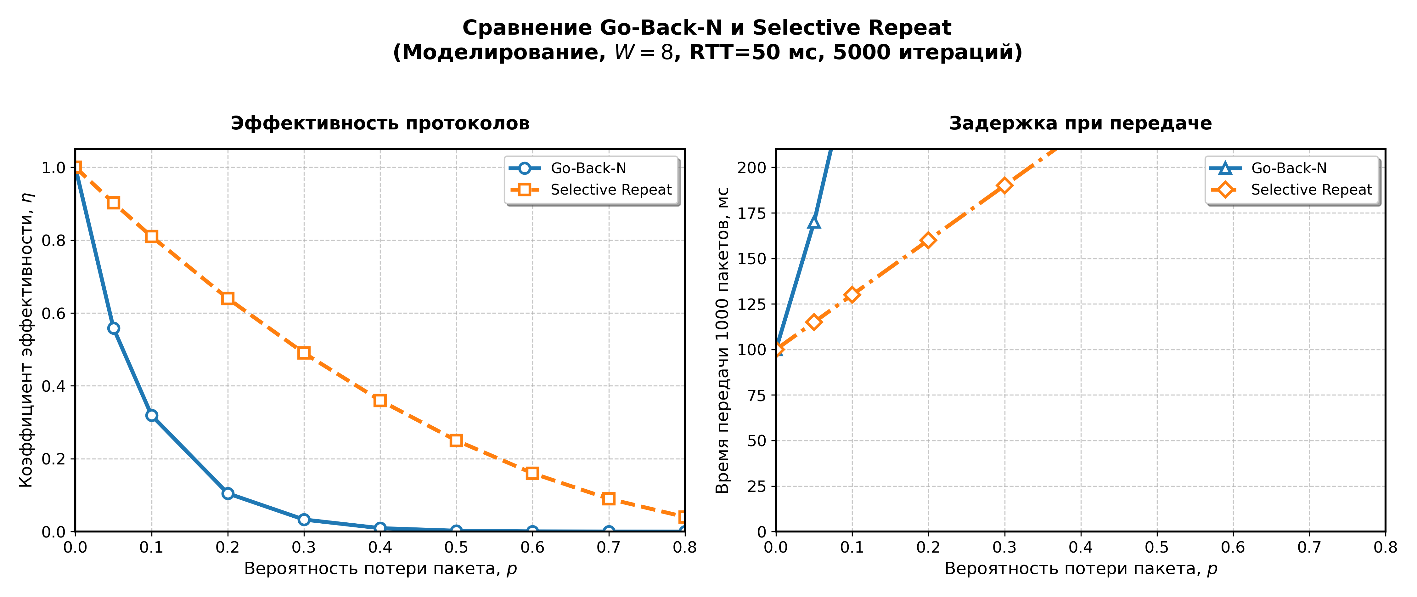 Сравнение Go-Back-N и Selective Repeat
(Моделирование, W = 8, RTT=50 мс, 5000 итераций)
Эффективность протоколов
Коэффициент эффективности, η
1.0
0.8
0.6
0.4
0.2
0.0
Go-Back-N
Selective Repeat
0.0 0.1 0.2 0.3 0.4 0.5 0.6 0.7 0.8
Вероятность потери пакета, p
Задержка при передаче
Время передачи 1000 пакетов, мс
200
175
150
125
100
75
50
25
0
Go-Back-N
Selective Repeat
0.0 0.1 0.2 0.3 0.4 0.5 0.6 0.7 0.8
Вероятность потери пакета, p